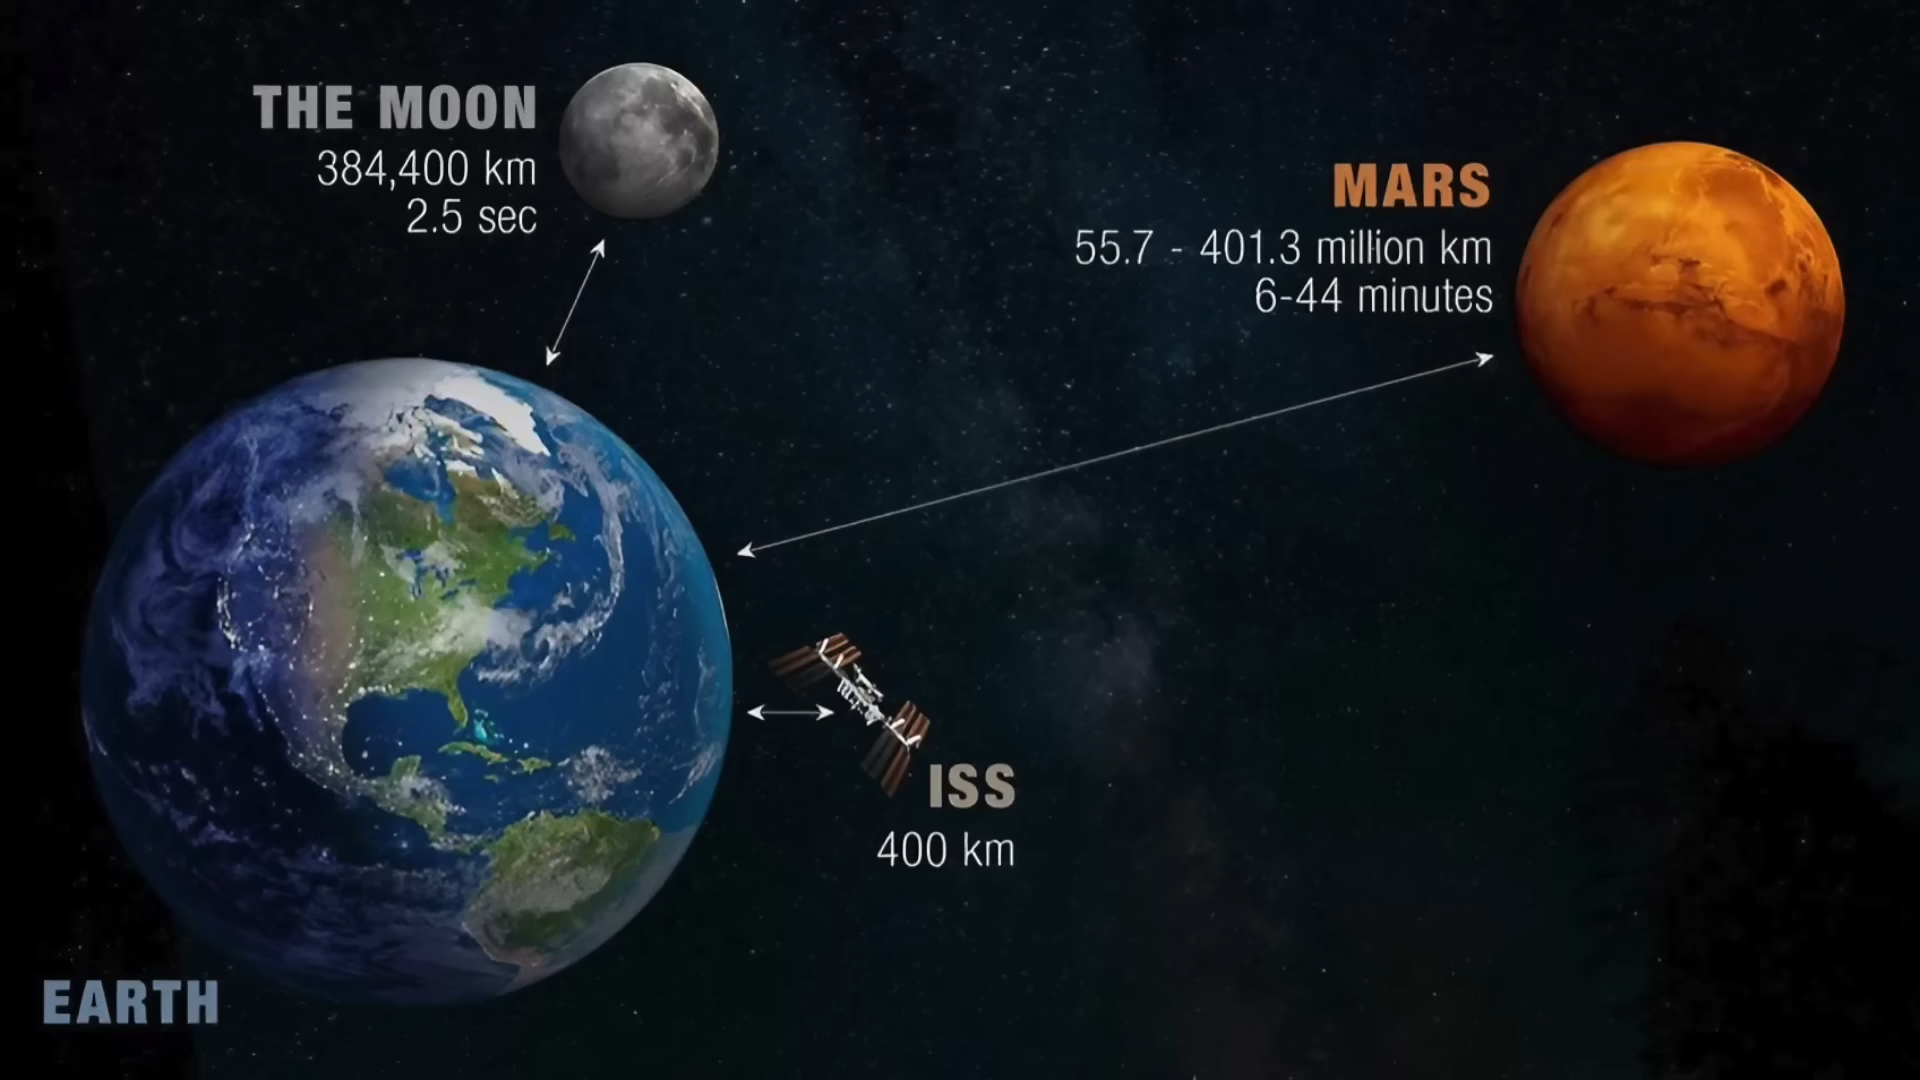 THE MOON
384,400 km
2.5 sec
MARS
55.7 - 401.3 million km
6-44 minutes
ISS
400 km
EARTH